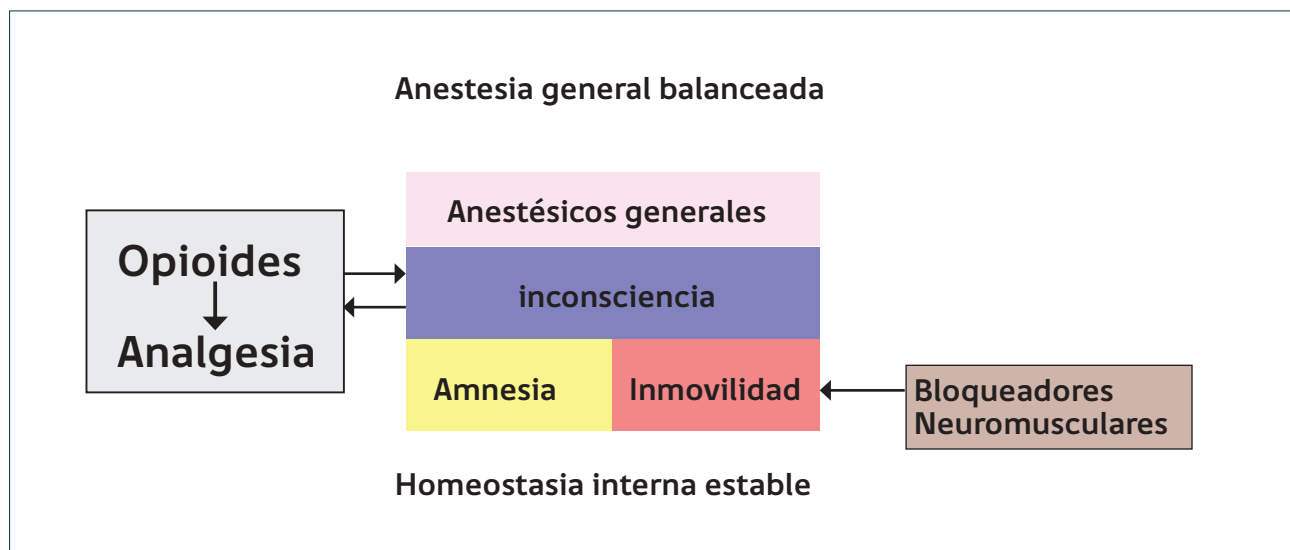 Anestesia general balanceada
Anestésicos generales
Opioides
Analgesia
inconsciencia
Amnesia
Inmovilidad
Bloqueadores
Neuromusculares
Homeostasia interna estable